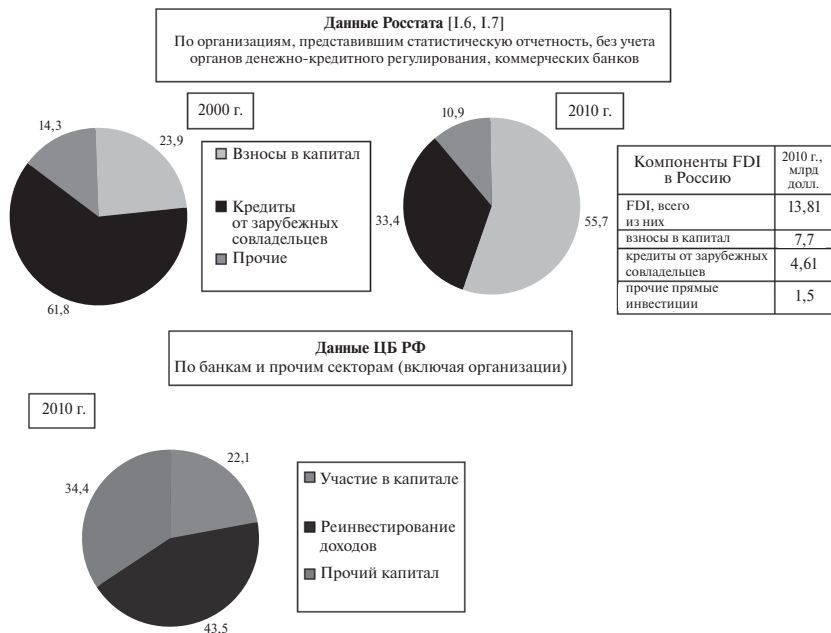 Данные Росстата [I.6, I.7]
По организациям, представившим статистическую отчетность, без учета
органов денежно-кредитного регулирования, коммерческих банков
2000 г.
14,3
23,9
61,8
Взносы в капитал
Кредиты
от зарубежных
совладельцев
Прочие
2010 г.
10,9
33,4
55,7
Компоненты FDI
в Россию
2010 г.,
млрд
долл.
FDI, всего
из них
13,81
взносы в капитал
7,7
кредиты от зарубежных
совладельцев
4,61
прочие прямые
инвестиции
1,5
Данные ЦБ РФ
По банкам и прочим секторам (включая организации)
2010 г.
34,4
22,1
43,5
Участие в капитале
Реинвестирование
доходов
Прочий капитал